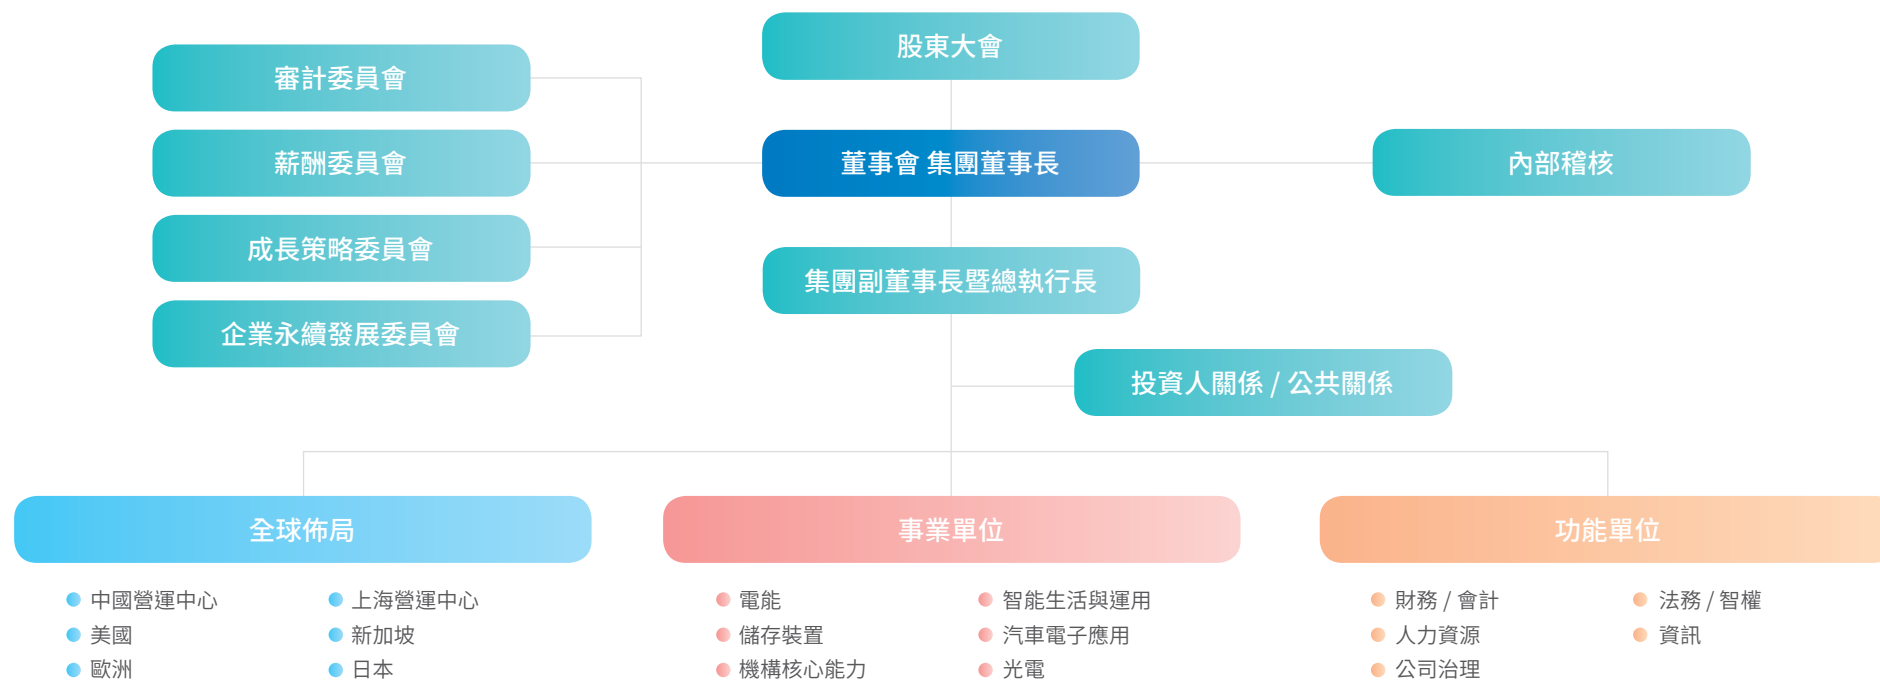 股東大會
審計委員會
薪酬委員會
成長策略委員會
企業永續發展委員會
董事會 集團董事長
內部稽核
集團副董事長暨總執行長
投資人關係 / 公共關係
全球佈局
中國營運中心
美國
歐洲
上海營運中心
新加坡
日本
事業單位
電能
儲存裝置
機構核心能力
智能生活與運用
汽車電子應用
光電
功能單位
財務 / 會計
人力資源
公司治理
法務 / 智權
資訊